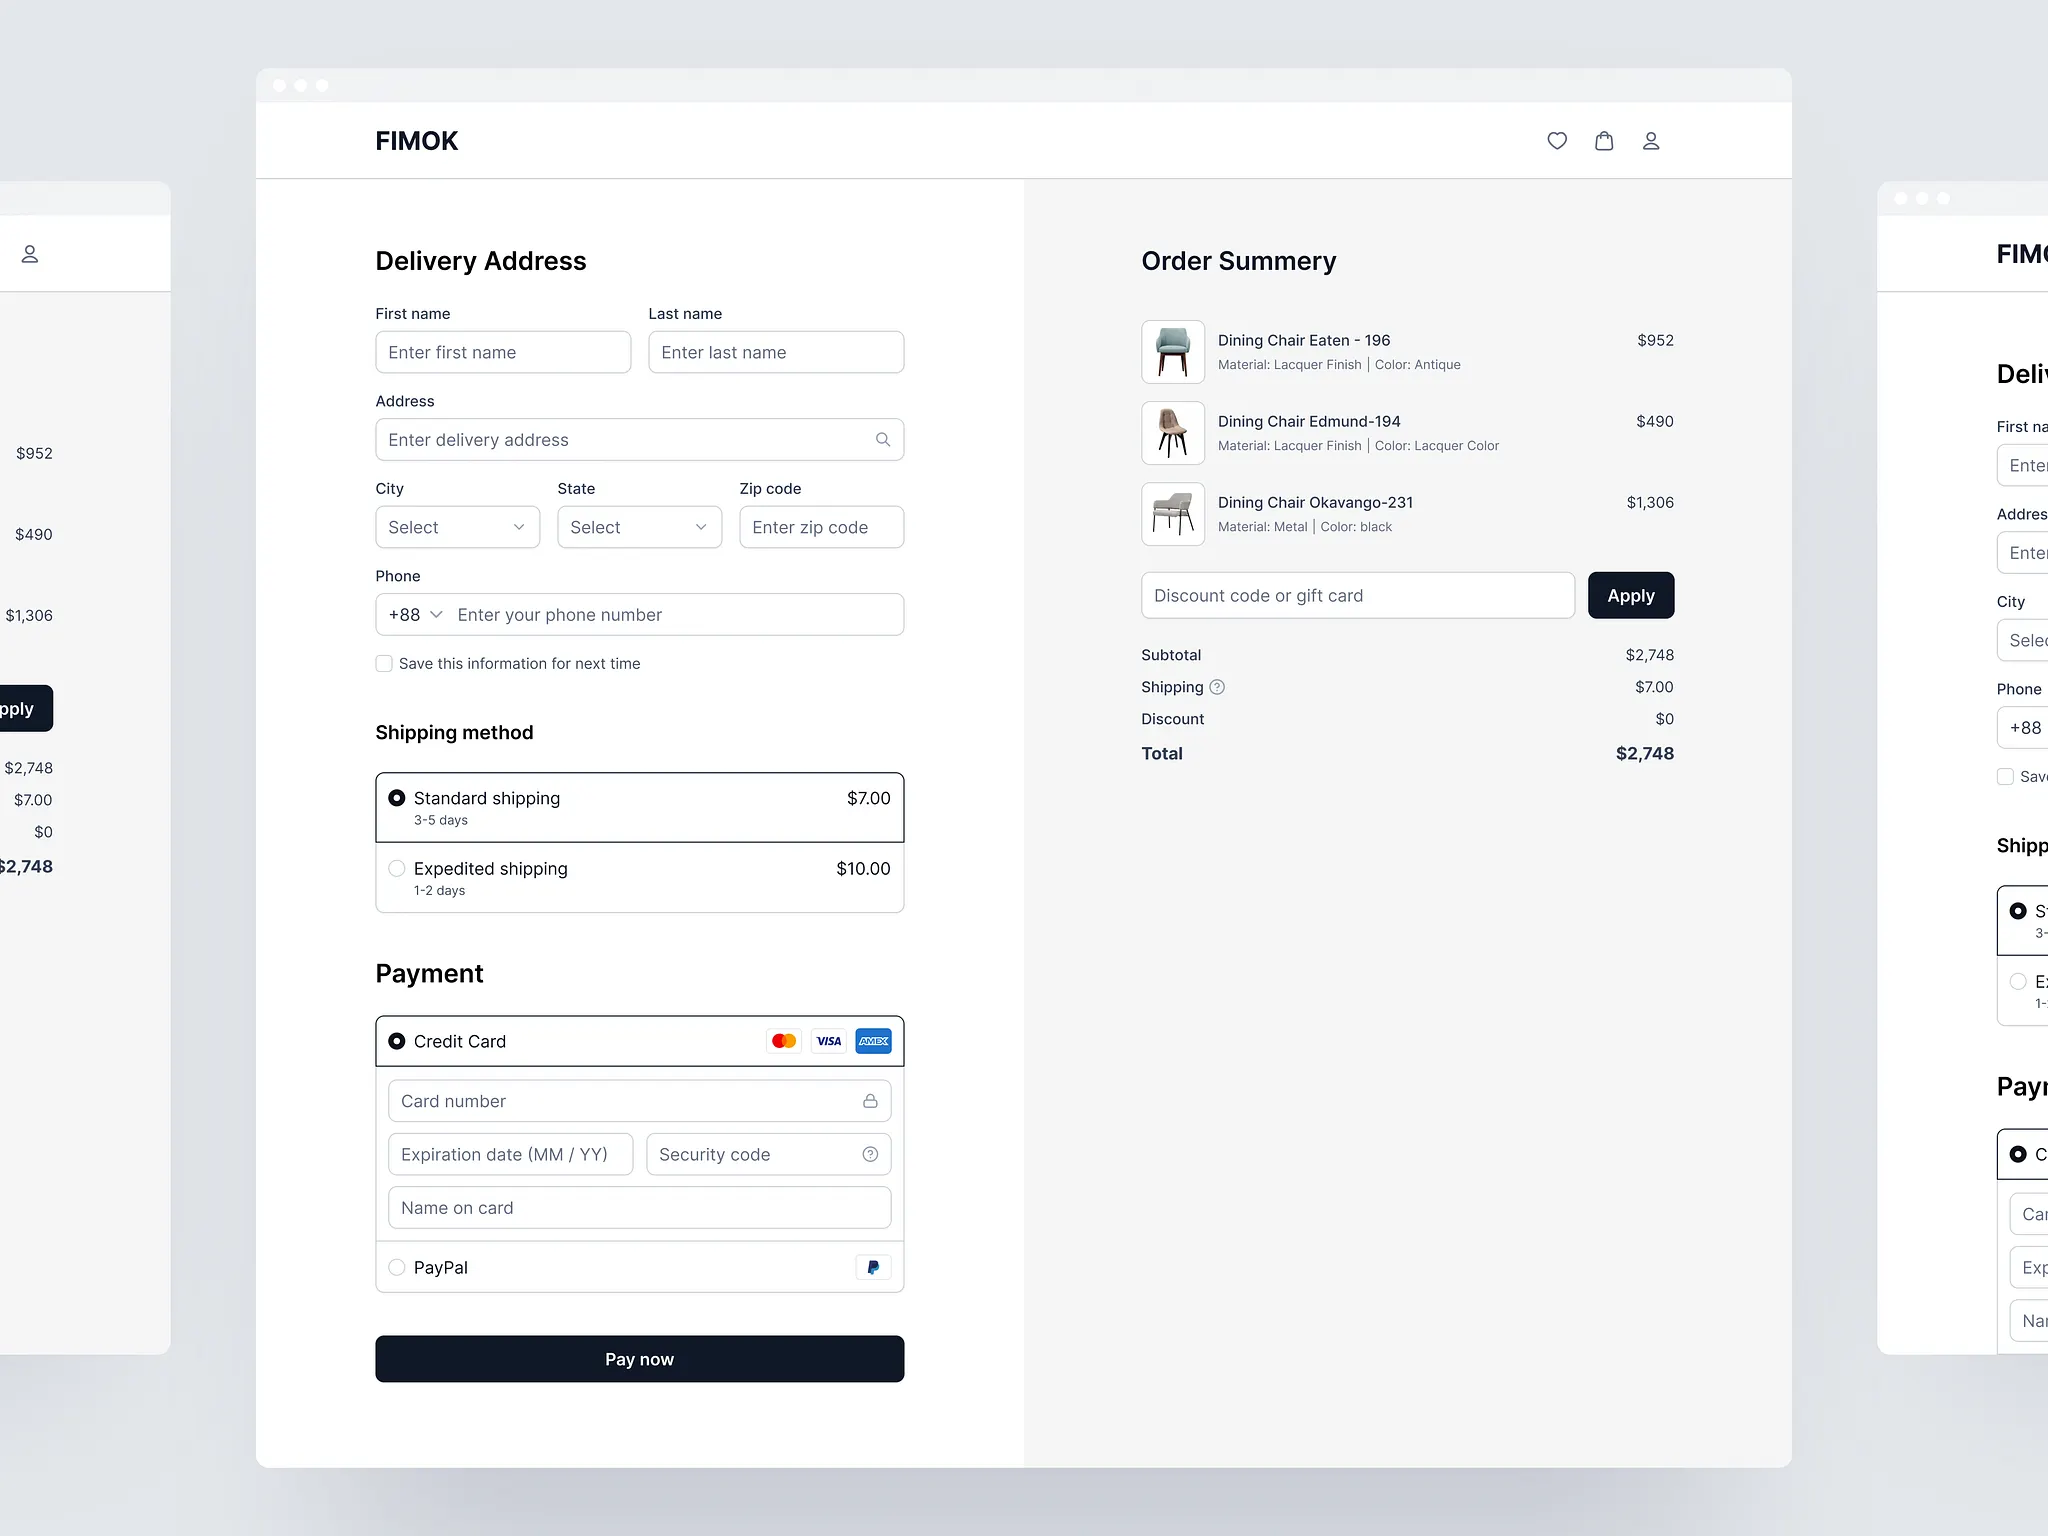 FIMOK
Delivery Address
First name
Last name
Enter first name
Enter last name
Address
Enter delivery address
City
State
Zip code
Select
Select
Enter zip code
Phone
+88
Enter your phone number
Save this information for next time
Shipping method
Standard shipping
$7.00
3-5 days
Expedited shipping
$10.00
1-2 days
Payment
Credit Card
VISA
AMEX
Card number
Expiration date (MM / YY)
Security code
Name on card
PayPal
Pay now
Order Summery
Dining Chair Eaten - 196
$952
Material: Lacquer Finish | Color: Antique
Dining Chair Edmund-194
$490
Material: Lacquer Finish | Color: Lacquer Color
Dining Chair Okavango-231
$1,306
Material: Metal | Color: black
Discount code or gift card
Apply
Subtotal
$2,748
Shipping
$7.00
Discount
$0
Total
$2,748
$952
$490
$1,306
pply
$2,748
$7.00
$0
$2,748
FIM
Deli
First na
Enter
Addres
Enter
City
Selec
Phone
+88
Sav
Shipp
S
3-
E
1-
Pay
C
Car
Exp
Nar